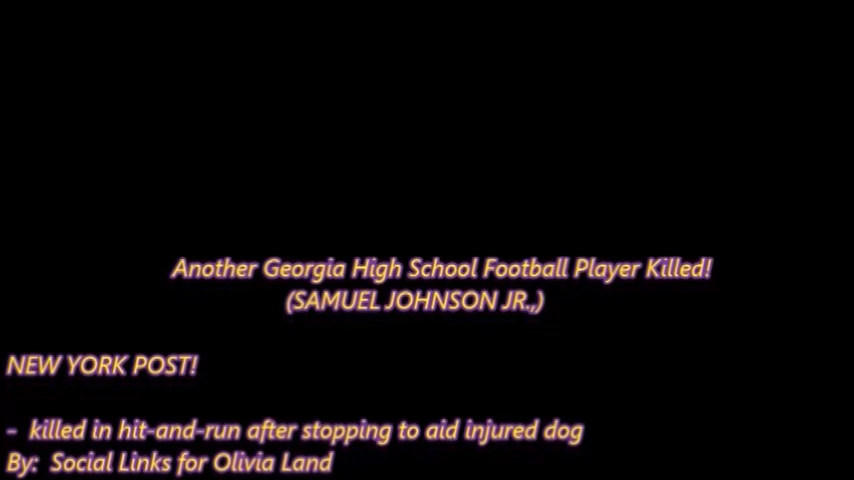 Another Georgia High School Football Player Killed!
(SAMUEL JOHNSON JR.,)
NEW YORK POST!
- killed in hit-and-run after stopping to aid injured dog
By: Social Links for Olivia Land